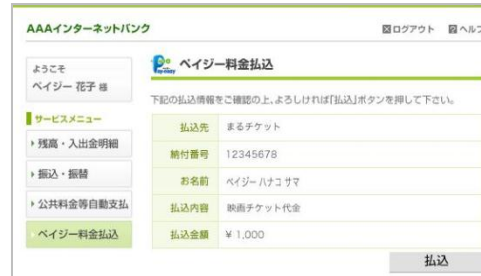 AAAインターネットバンク
ログアウト ヘルプ
ようこそ
ペイジー 花子 様
Pay-easy ペイジー料金払込
下記の払込情報をご確認の上、よろしければ「払込」ボタンを押して下さい。
サービスメニュー
残高・入出金明細
振込・振替
公共料金等自動支払
ペイジー料金払込
払込先 まるチケット
納付番号 12345678
お名前 ペイジー ハナコ サマ
払込内容 映画チケット代金
払込金額 ¥ 1,000
払込